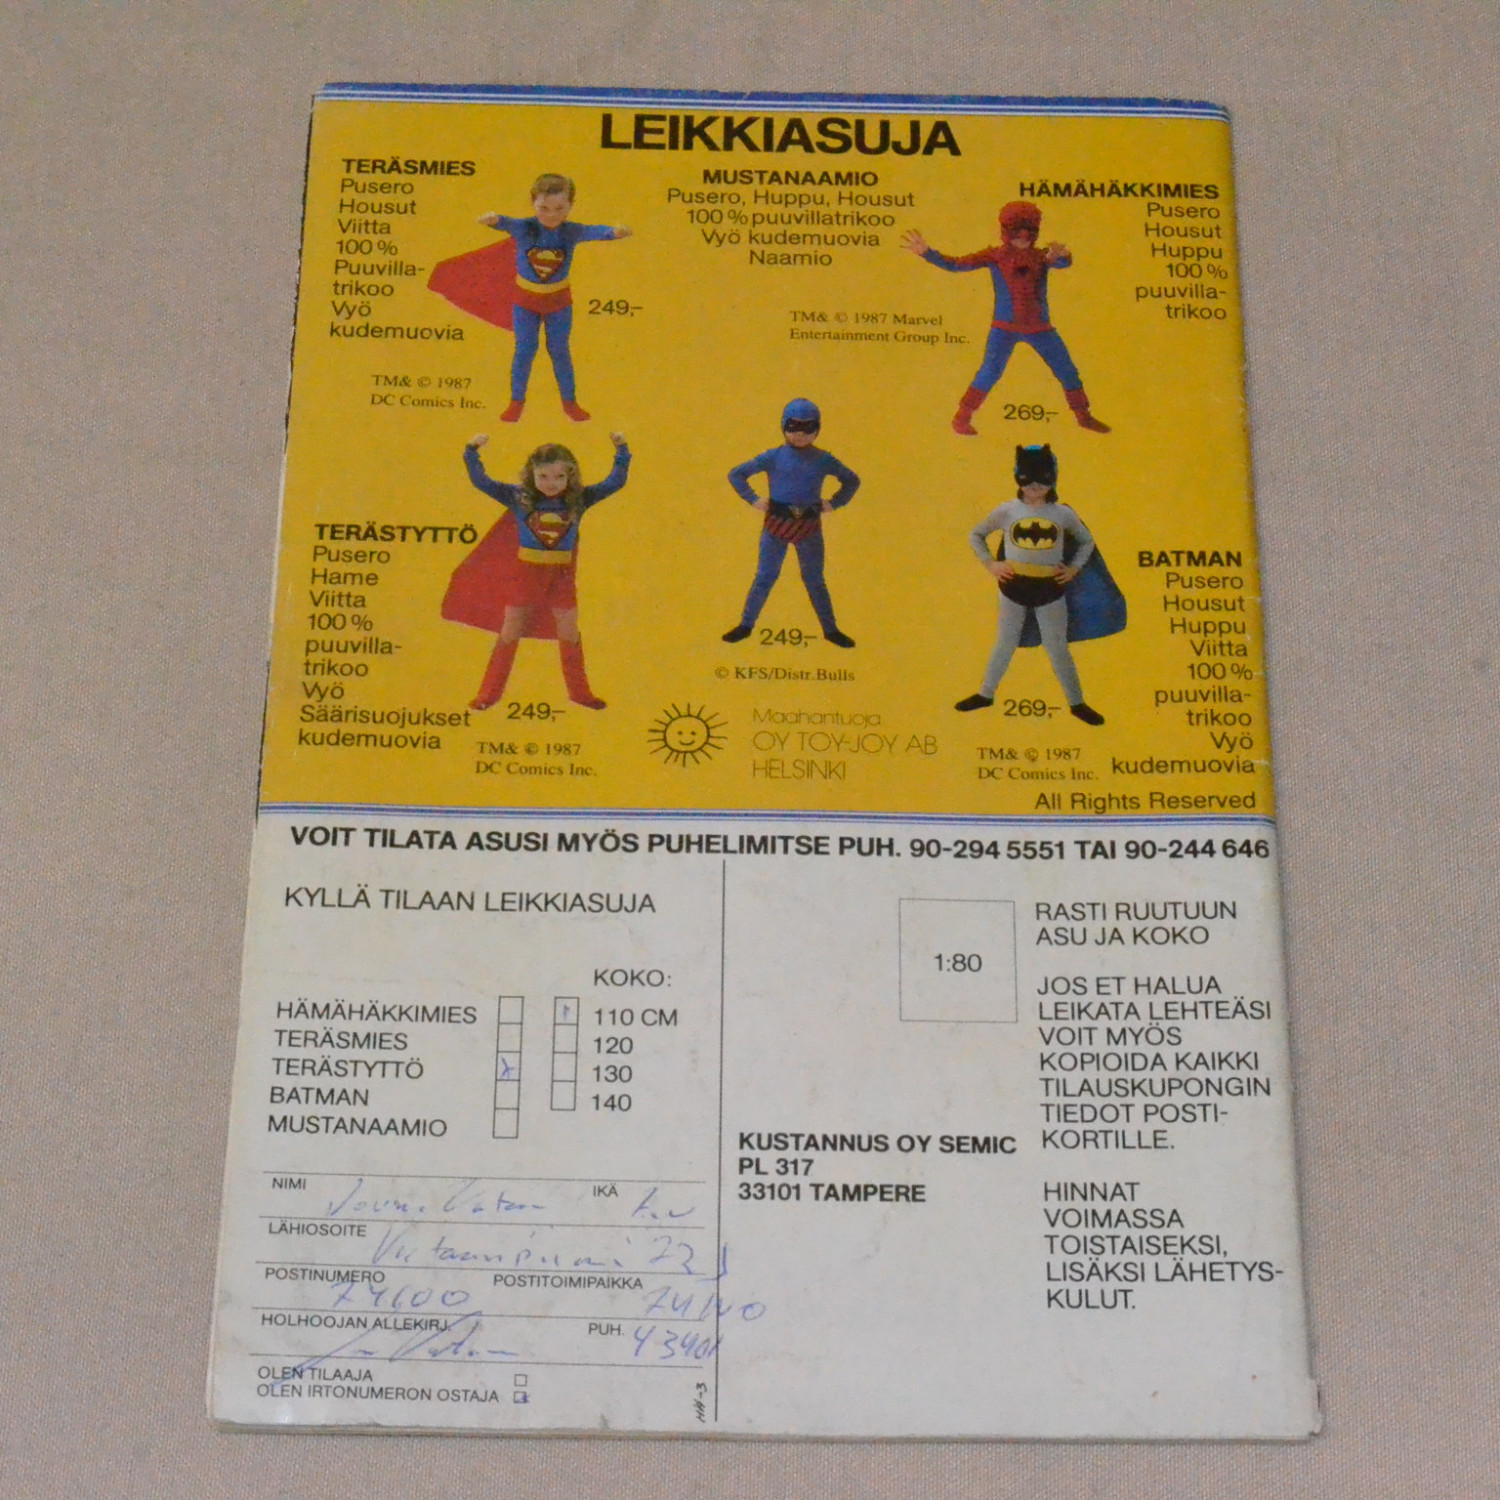 LEIKKIASUJA
TERÄSMIES
Pusero
Housut
Viitta
100 %
Puuvilla-
trikoo
Vyö
kudemuovia
249,-
TM& © 1987
DC Comics Inc.
MUSTANAAMIO
Pusero, Huppu, Housut
100 % puuvillatrikoo
Vyö kudemuovia
Naamio
TM& © 1987 Marvel
Entertainment Group Inc.
HÄMÄHÄKKIMIES
Pusero
Housut
Huppu
100 %
puuvilla-
trikoo
269,-
TERÄSTYTTÖ
Pusero
Hame
Viitta
100 %
puuvilla-
trikoo
Vyö
Säärisuojukset
kudemuovia
249,-
TM& © 1987
DC Comics Inc.
249,-
© KFS/Distr.Bulls
Maahantuoja
OY TOY-JOY AB
HELSINKI
BATMAN
Pusero
Housut
Huppu
Viitta
100 %
puuvilla-
trikoo
Vyö
kudemuovia
269,-
TM& © 1987
DC Comics Inc.
All Rights Reserved
VOIT TILATA ASUSI MYÖS PUHELIMITSE PUH. 90-294 5551 TAI 90-244 646
KYLLÄ TILAAN LEIKKIASUJA
KOKO:
HÄMÄHÄKKIMIES
TERÄSMIES
TERÄSTYTTÖ
BATMAN
MUSTANAAMIO
110 CM
120
130
140
NIMI
IKÄ
LÄHIOSOITE
POSTINUMERO
POSTITOIMIPAIKKA
HOLHOOJAN ALLEKIRJ.
PUH.
OLEN TILAAJA
OLEN IRTONUMERON OSTAJA
HH-3
1:80
KUSTANNUS OY SEMIC
PL 317
33101 TAMPERE
RASTI RUUTUUN
ASU JA KOKO
JOS ET HALUA
LEIKATA LEHTEÄSI
VOIT MYÖS
KOPIOIDA KAIKKI
TILAUSKUPONGIN
TIEDOT POSTI-
KORTILLE.
HINNAT
VOIMASSA
TOISTAISEKSI,
LISÄKSI LÄHETYS-
KULUT.